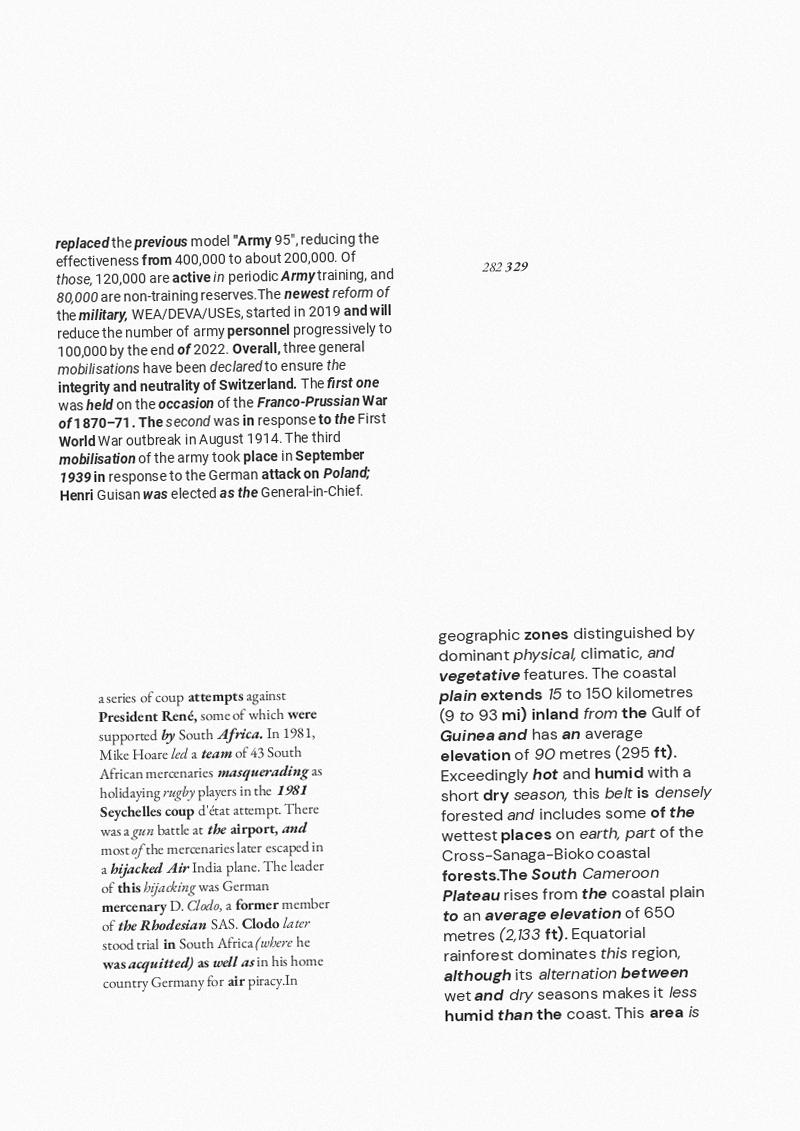 replaced the previous model "Army 95", reducing the
effectiveness from 400,000 to about 200,000. Of
those, 120,000 are active in periodic Army training, and
80,000 are non-training reserves.The newest reform of
the military, WEA/DEVA/USEs, started in 2019 and will
reduce the number of army personnel progressively to
100,000 by the end of 2022. Overall, three general
mobilisations have been declared to ensure the
integrity and neutrality of Switzerland. The first one
was held on the occasion of the Franco-Prussian War
of 1870–71. The second was in response to the First
World War outbreak in August 1914. The third
mobilisation of the army took place in September
1939 in response to the German attack on Poland;
Henri Guisan was elected as the General-in-Chief.
282 329
a series of coup attempts against
President René, some of which were
supported by South Africa. In 1981,
Mike Hoare led a team of 43 South
African mercenaries masquerading as
holidaying rugby players in the 1981
Seychelles coup d'état attempt. There
was a gun battle at the airport, and
most of the mercenaries later escaped in
a hijacked Air India plane. The leader
of this hijacking was German
mercenary D. Clodo, a former member
of the Rhodesian SAS. Clodo later
stood trial in South Africa (where he
was acquitted) as well as in his home
country Germany for air piracy.In
geographic zones distinguished by
dominant physical, climatic, and
vegetative features. The coastal
plain extends 15 to 150 kilometres
(9 to 93 mi) inland from the Gulf of
Guinea and has an average
elevation of 90 metres (295 ft).
Exceedingly hot and humid with a
short dry season, this belt is densely
forested and includes some of the
wettest places on earth, part of the
Cross-Sanaga-Bioko coastal
forests.The South Cameroon
Plateau rises from the coastal plain
to an average elevation of 650
metres (2,133 ft). Equatorial
rainforest dominates this region,
although its alternation between
wet and dry seasons makes it less
humid than the coast. This area is